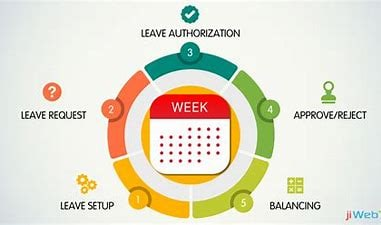 LEAVE AUTHORIZATION
3
?
LEAVE REQUEST
2
WEEK
4
APPROVE/REJECT
LEAVE SETUP
1
5
BALANCING
jiWeb